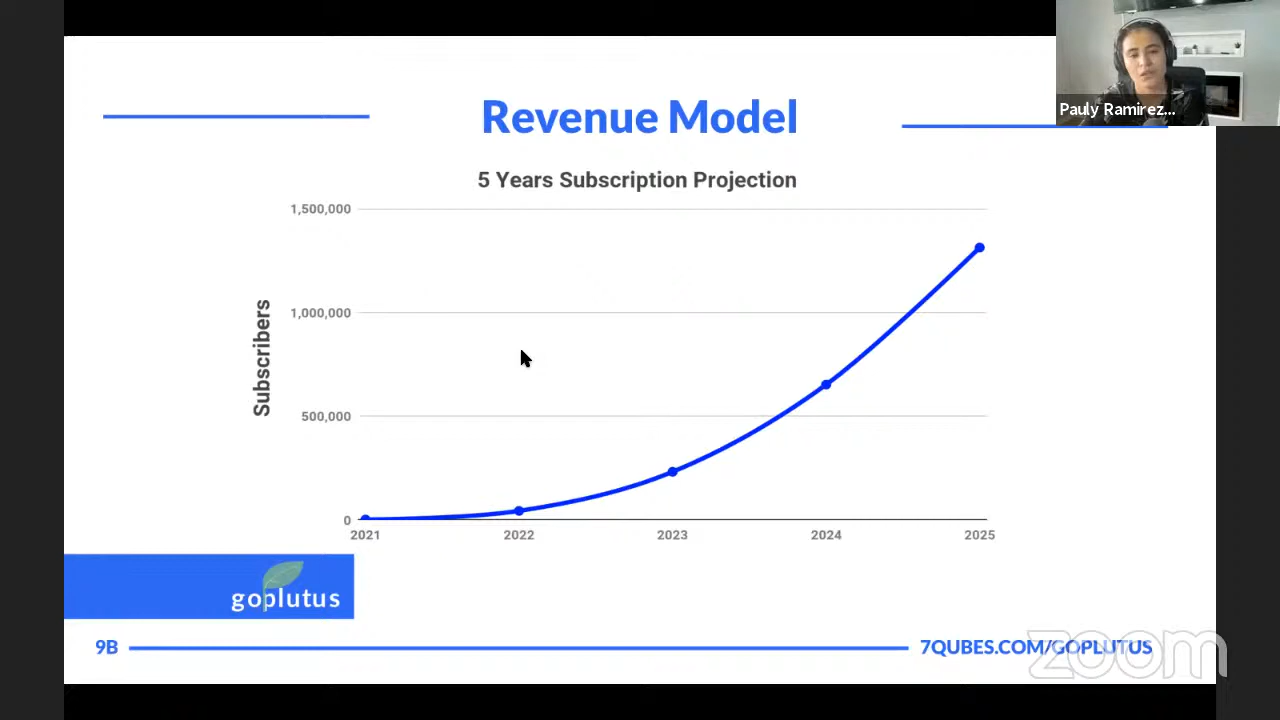 Pauly Ramirez...
Revenue Model
5 Years Subscription Projection
Subscribers
1,500,000
1,000,000
500,000
0
2021 2022 2023 2024 2025
goplutus
9B
7QUBES.COM/GOPLUTUS
zoom